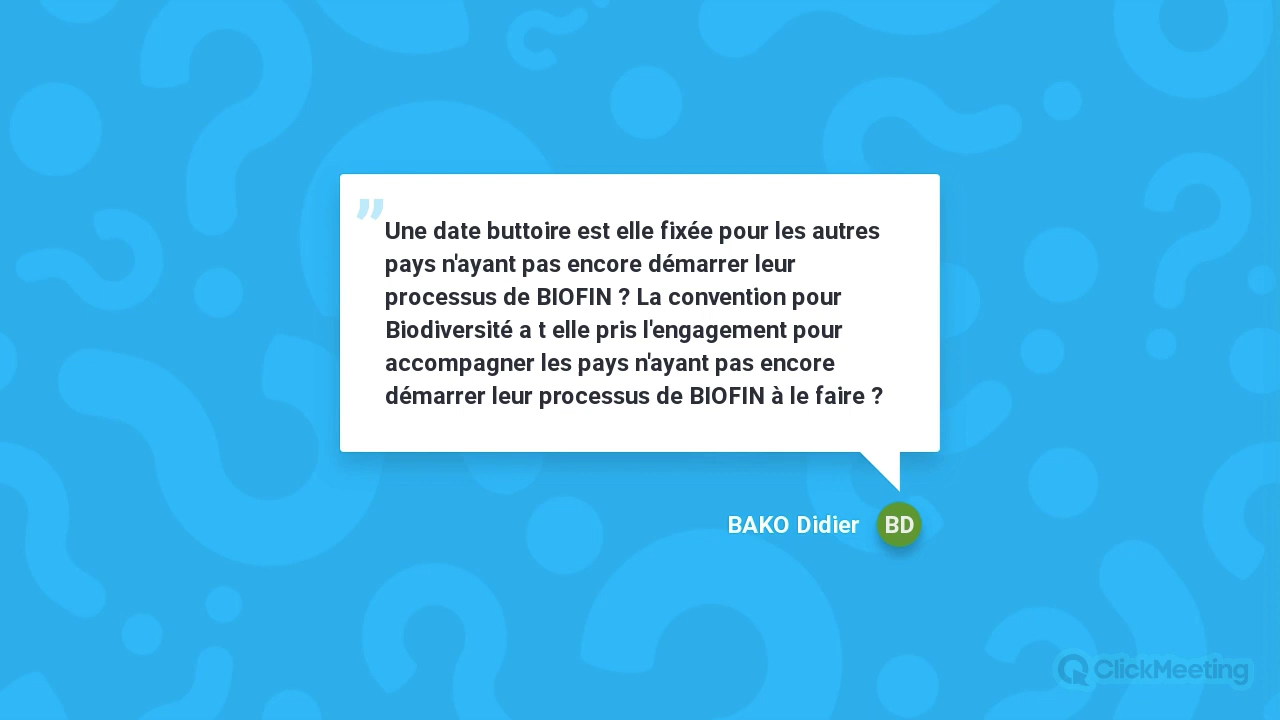 Une date buttoire est elle fixée pour les autres
pays n'ayant pas encore démarrer leur
processus de BIOFIN ? La convention pour
Biodiversité a t elle pris l'engagement pour
accompagner les pays n'ayant pas encore
démarrer leur processus de BIOFIN à le faire ?
BAKO Didier BD
ClickMeeting